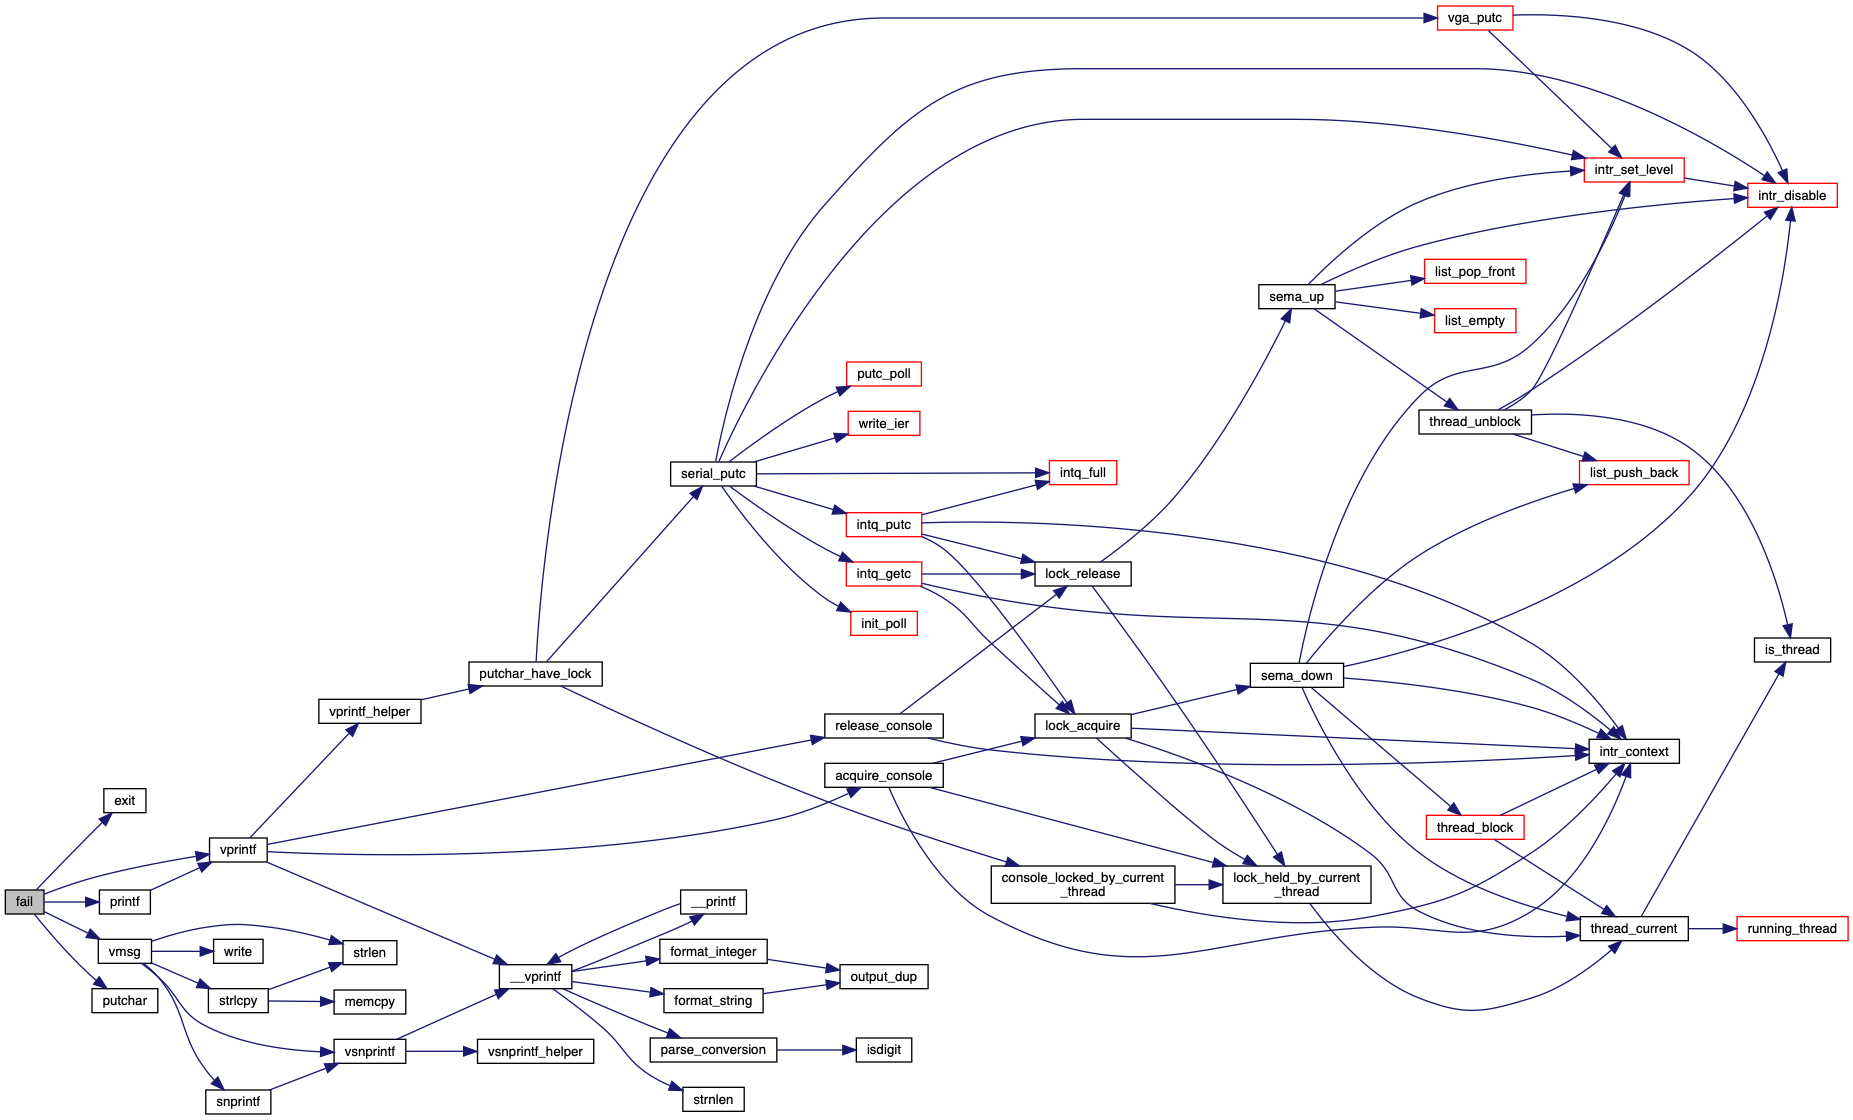 vga_putc
intr_set_level
intr_disable
list_pop_front
sema_up
list_empty
putc_poll
write_ier
thread_unblock
serial_putc
intq_full
list_push_back
intq_putc
intq_getc
lock_release
init_poll
is_thread
putchar_have_lock
sema_down
vprintf_helper
release_console
lock_acquire
intr_context
acquire_console
exit
thread_block
vprintf
console_locked_by_current
_thread
lock_held_by_current
_thread
fail
printf
__printf
thread_current
running_thread
vmsg
write
strlen
format_integer
__vprintf
output_dup
putchar
strlcpy
memcpy
format_string
vsnprintf
vsnprintf_helper
parse_conversion
isdigit
snprintf
strnlen